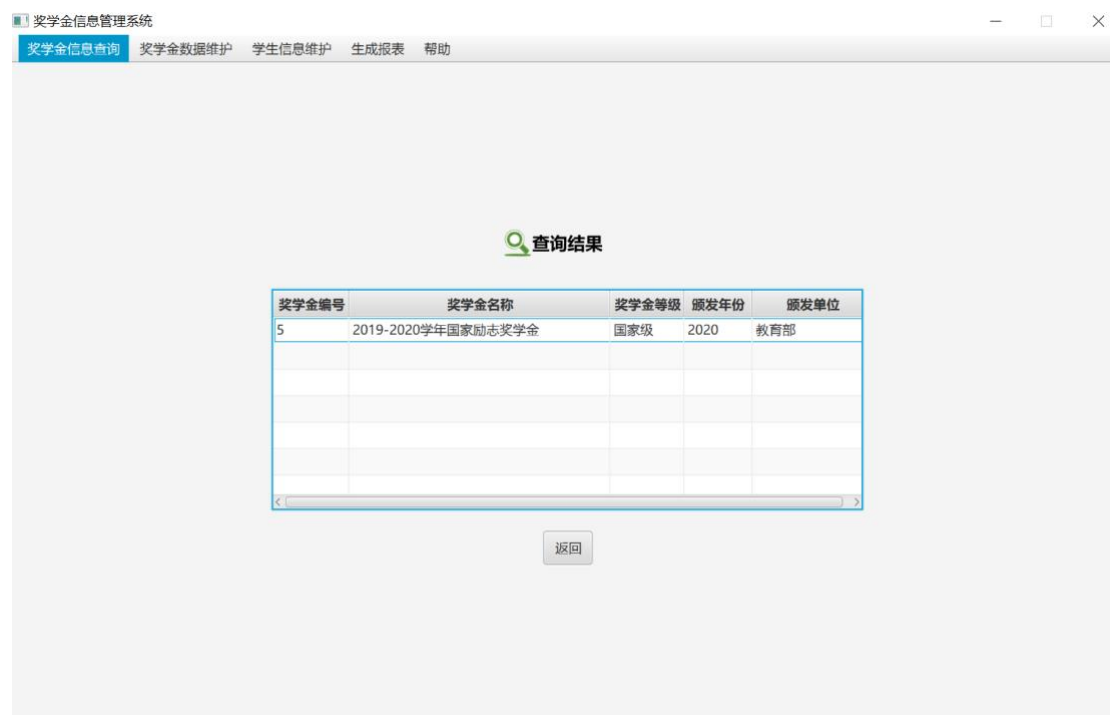 奖学金信息管理系统
奖学金信息查询 奖学金数据维护 学生信息维护 生成报表 帮助
查询结果
奖学金编号 奖学金名称 奖学金等级 颁发年份 颁发单位
5 2019-2020学年国家励志奖学金 国家级 2020 教育部
返回